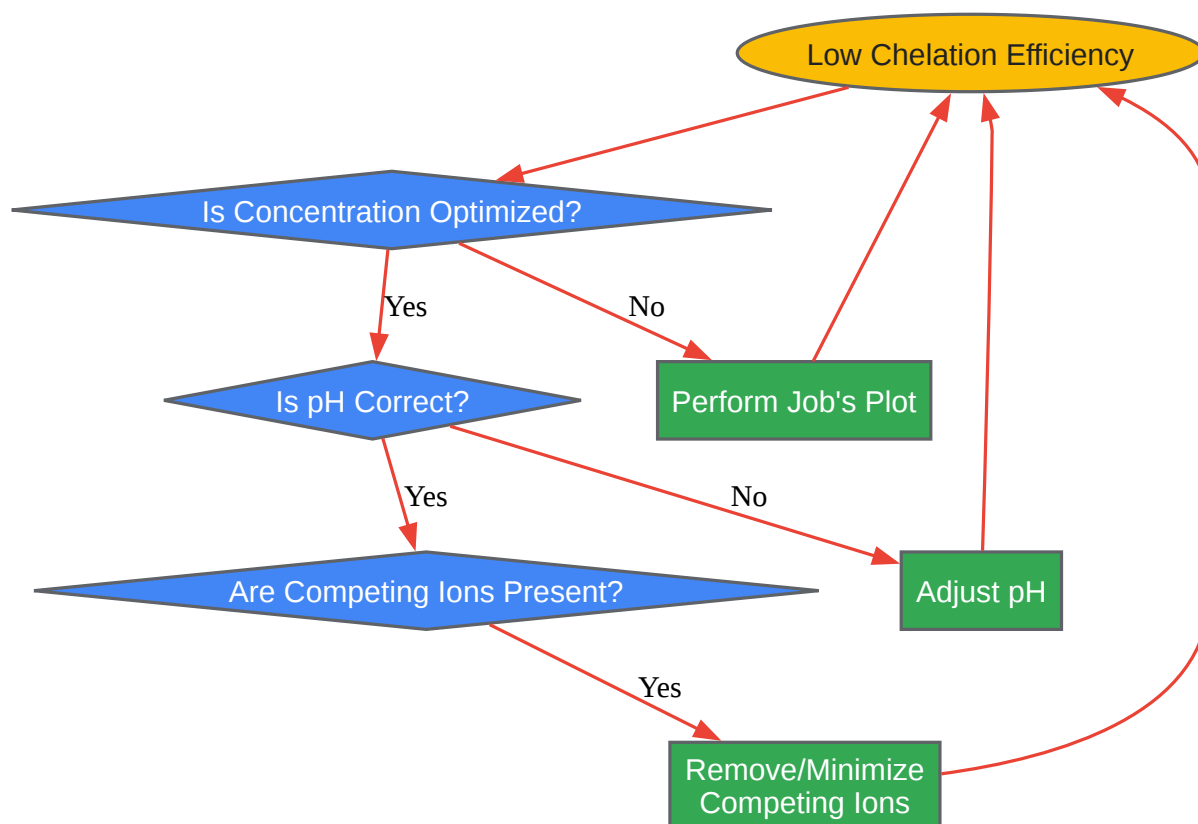 Low Chelation Efficiency
Is Concentration Optimized?
Yes
No
Is pH Correct?
Perform Job's Plot
Yes
No
Are Competing Ions Present?
Adjust pH
Yes
Remove/Minimize
Competing Ions